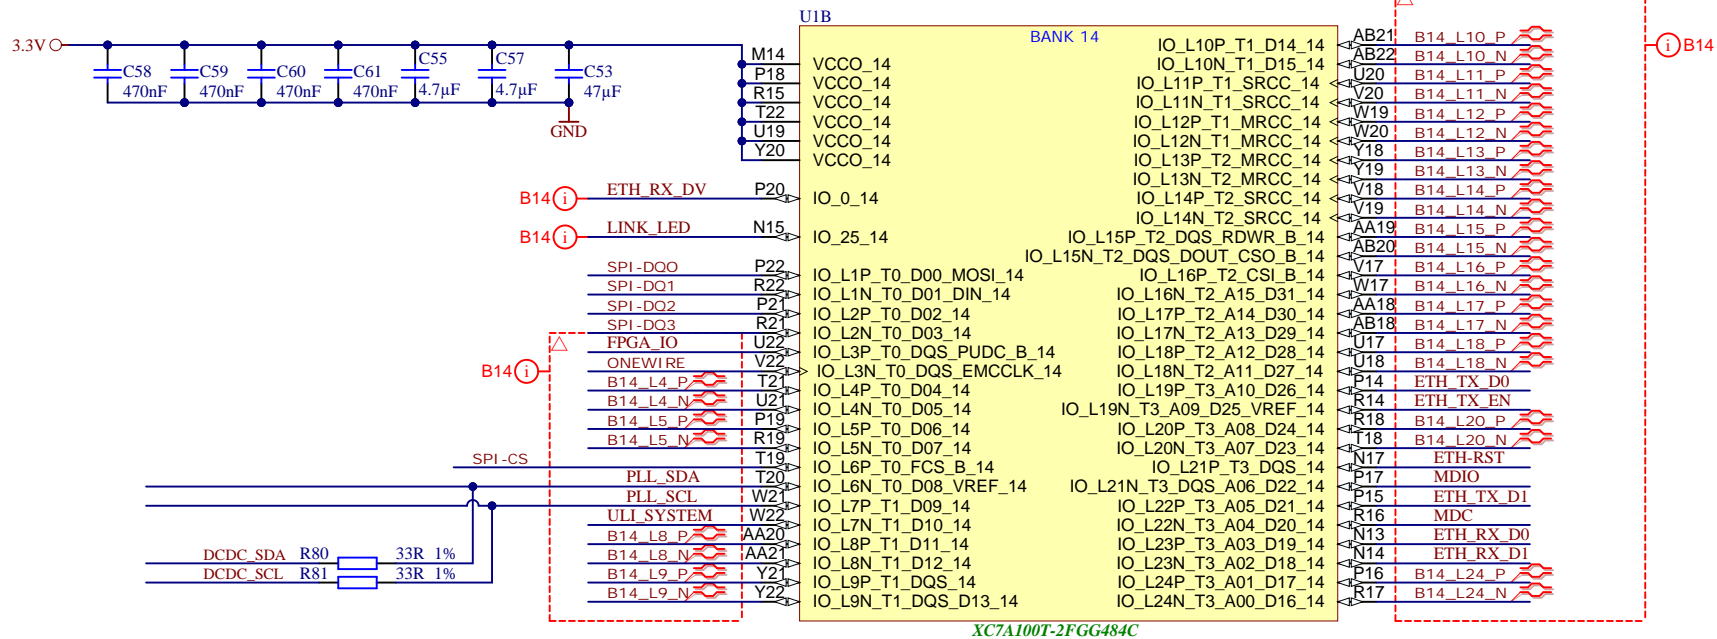 U1B
BANK 14
3.3V
C58
470nF
C59
470nF
C60
470nF
C61
470nF
C55
4.7µF
C57
4.7µF
C53
47µF
GND
M14 VCCO_14
P18 VCCO_14
R15 VCCO_14
T22 VCCO_14
U19 VCCO_14
Y20 VCCO_14
B14 i ETH_RX_DV P20 IO_0_14
B14 i LINK_LED N15 IO_25_14
SPI-DQ0 P22 IO_L1P_T0_D00_MOSI_14
SPI-DQ1 R22 IO_L1N_T0_D01_DIN_14
SPI-DQ2 P21 IO_L2P_T0_D02_14
SPI-DQ3 R21 IO_L2N_T0_D03_14
FPGA_IO U22 IO_L3P_T0_DQS_PUDC_B_14
B14 i ONEWIRE V22 IO_L3N_T0_DQS_EMCCLK_14
B14_L4_P T21 IO_L4P_T0_D04_14
B14_L4_N U21 IO_L4N_T0_D05_14
B14_L5_P P19 IO_L5P_T0_D06_14
B14_L5_N R19 IO_L5N_T0_D07_14
SPI-CS T19 IO_L6P_T0_FCS_B_14
PLL_SDA T20 IO_L6N_T0_D08_VREF_14
PLL_SCL W21 IO_L7P_T1_D09_14
ULI_SYSTEM W22 IO_L7N_T1_D10_14
B14_L8_P AA20 IO_L8P_T1_D11_14
B14_L8_N AA21 IO_L8N_T1_D12_14
B14_L9_P Y21 IO_L9P_T1_DQS_14
B14_L9_N Y22 IO_L9N_T1_DQS_D13_14
DCDC_SDA R80 33R 1%
DCDC_SCL R81 33R 1%
IO_L10P_T1_D14_14 AB21 B14_L10_P
i B14
IO_L10N_T1_D15_14 AB22 B14_L10_N
IO_L11P_T1_SRCC_14 U20 B14_L11_P
IO_L11N_T1_SRCC_14 V20 B14_L11_N
IO_L12P_T1_MRCC_14 W19 B14_L12_P
IO_L12N_T1_MRCC_14 W20 B14_L12_N
IO_L13P_T2_MRCC_14 Y18 B14_L13_P
IO_L13N_T2_MRCC_14 Y19 B14_L13_N
IO_L14P_T2_SRCC_14 V18 B14_L14_P
IO_L14N_T2_SRCC_14 V19 B14_L14_N
IO_L15P_T2_DQS_RDWR_B_14 AA19 B14_L15_P
IO_L15N_T2_DQS_DOUT_CSO_B_14 AB20 B14_L15_N
IO_L16P_T2_CSI_B_14 V17 B14_L16_P
IO_L16N_T2_A15_D31_14 W17 B14_L16_N
IO_L17P_T2_A14_D30_14 AA18 B14_L17_P
IO_L17N_T2_A13_D29_14 AB18 B14_L17_N
IO_L18P_T2_A12_D28_14 U17 B14_L18_P
IO_L18N_T2_A11_D27_14 U18 B14_L18_N
IO_L19P_T3_A10_D26_14 P14 ETH_TX_D0
IO_L19N_T3_A09_D25_VREF_14 R14 ETH_TX_EN
IO_L20P_T3_A08_D24_14 R18 B14_L20_P
IO_L20N_T3_A07_D23_14 T18 B14_L20_N
IO_L21P_T3_DQS_14 N17 ETH-RST
IO_L21N_T3_DQS_A06_D22_14 P17 MDIO
IO_L22P_T3_A05_D21_14 P15 ETH_TX_D1
IO_L22N_T3_A04_D20_14 R16 MDC
IO_L23P_T3_A03_D19_14 N13 ETH_RX_D0
IO_L23N_T3_A02_D18_14 N14 ETH_RX_D1
IO_L24P_T3_A01_D17_14 P16 B14_L24_P
IO_L24N_T3_A00_D16_14 R17 B14_L24_N
XC7A100T-2FGG484C